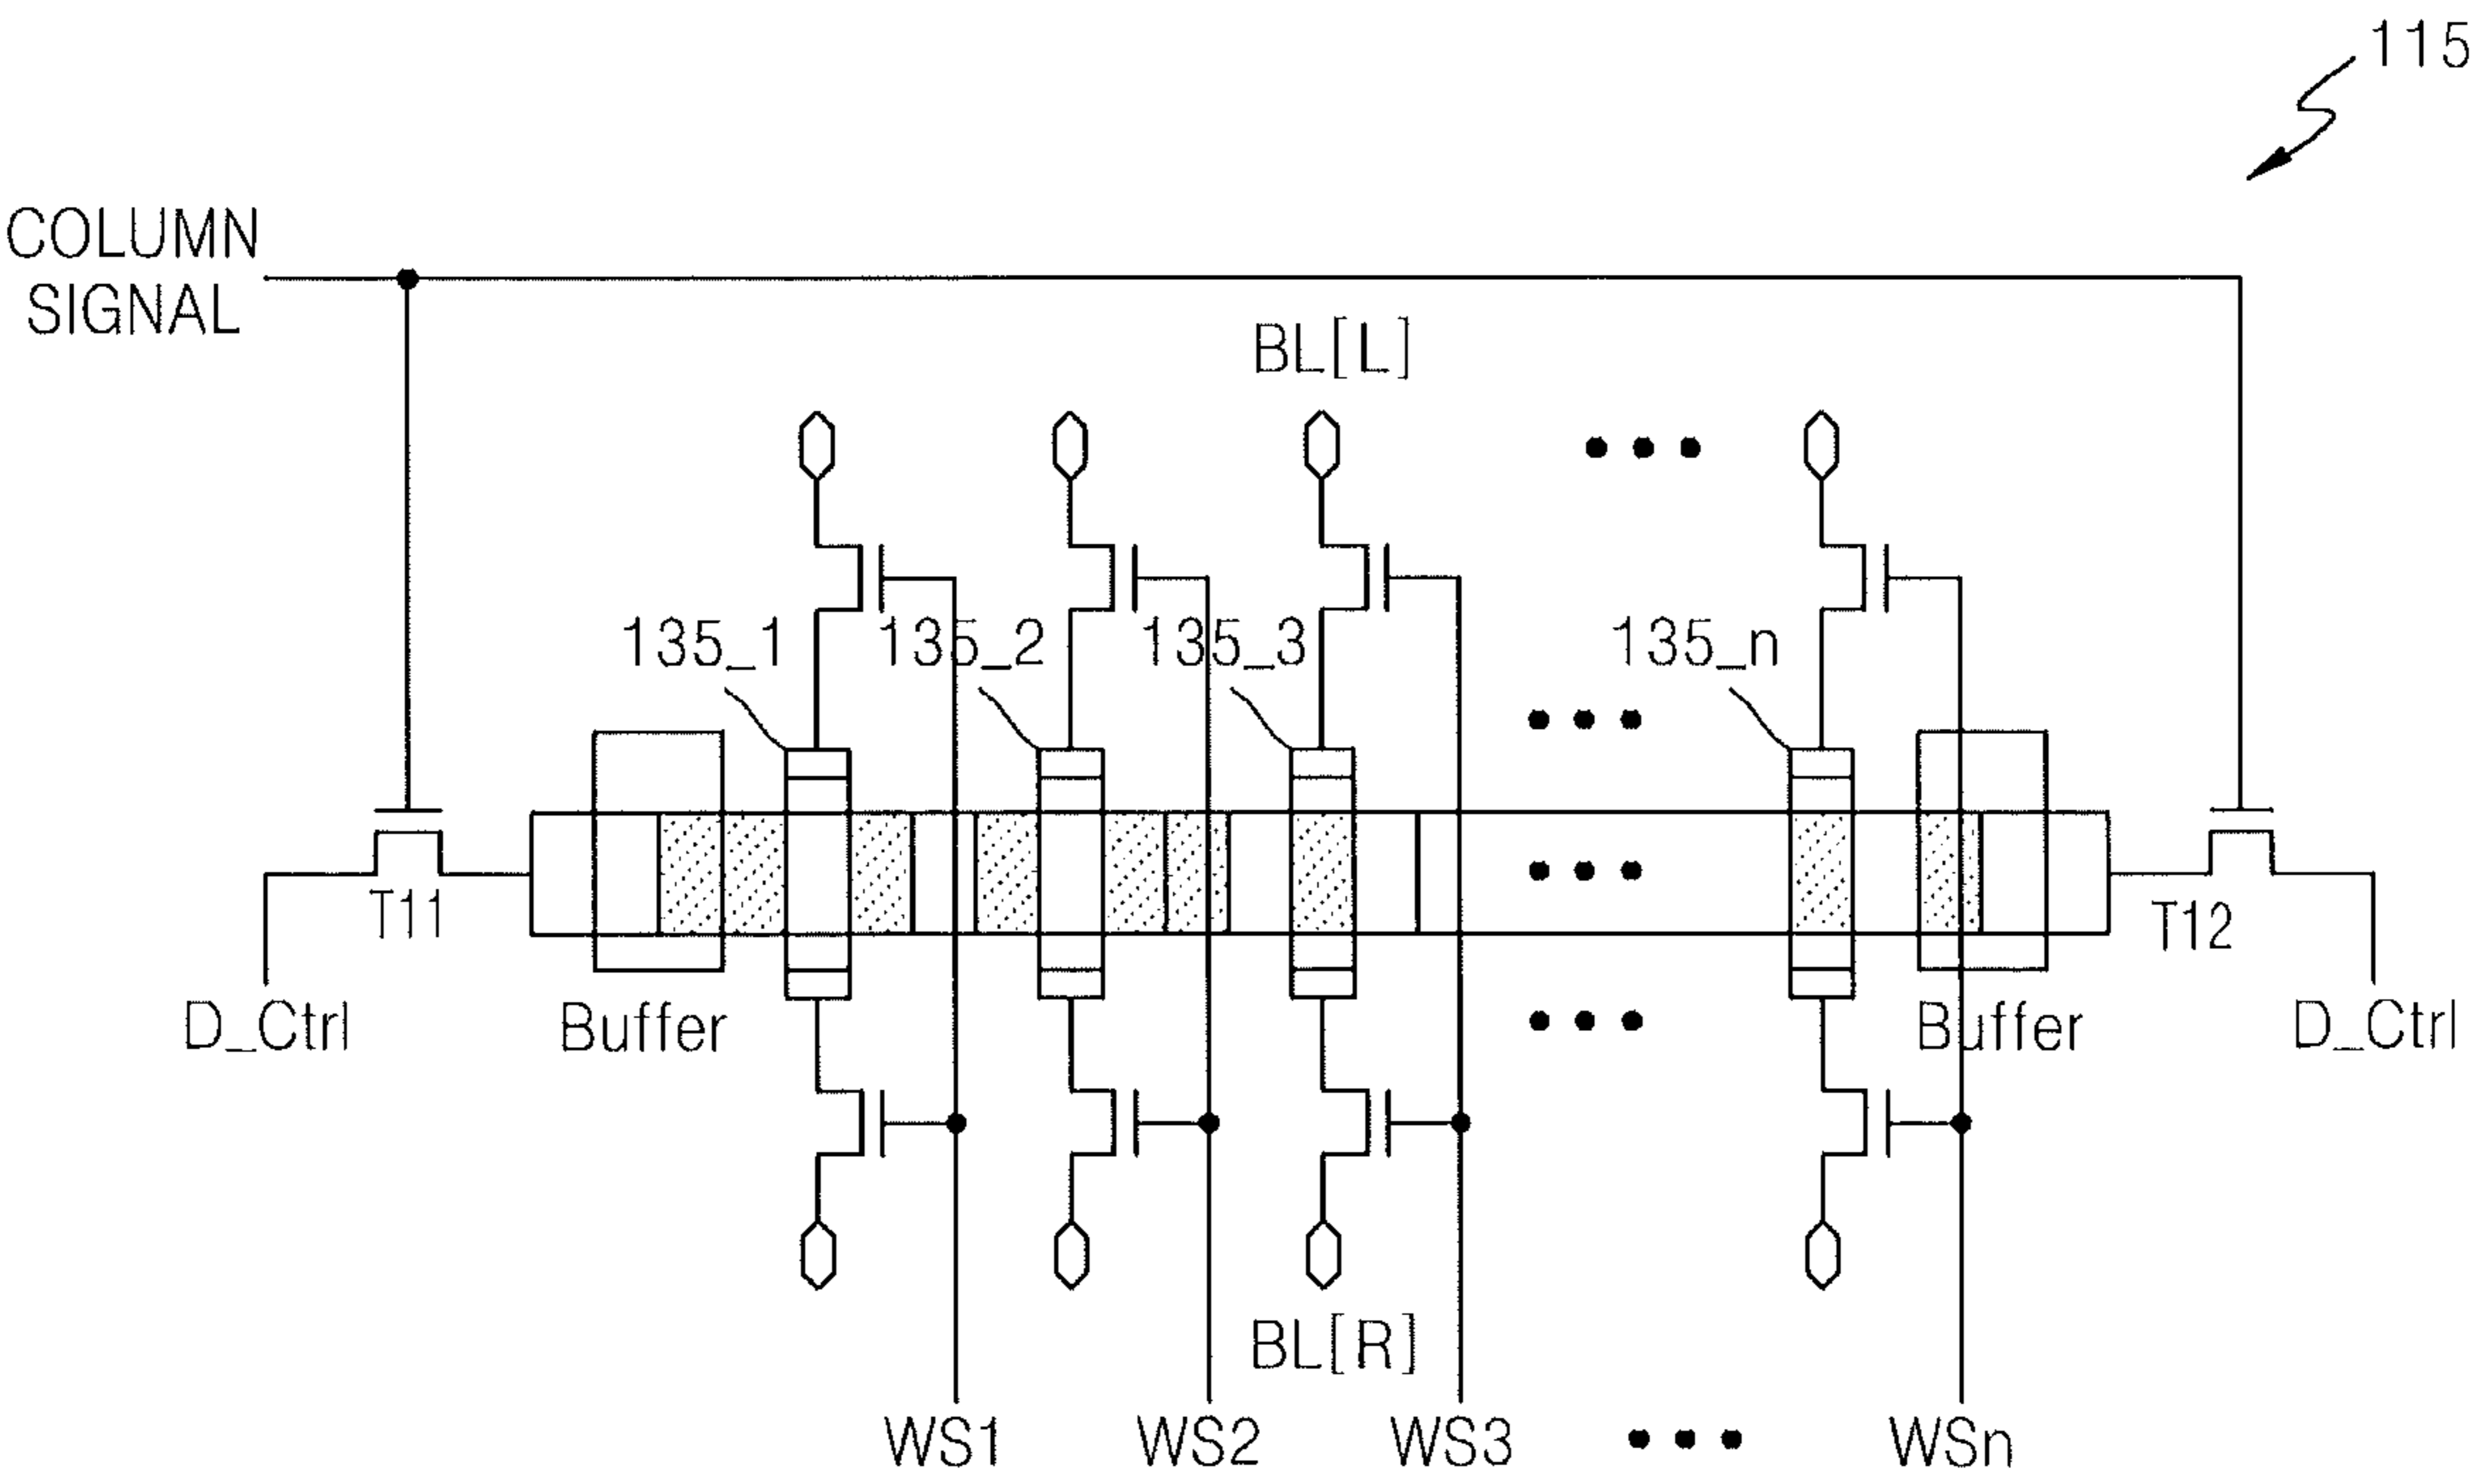 115
COLUMN
SIGNAL
BL[L]
135_1 135_2 135_3 135_n
T11
T12
D_Ctrl Buffer Buffer D_Ctrl
BL[R]
WS1 WS2 WS3 WSn